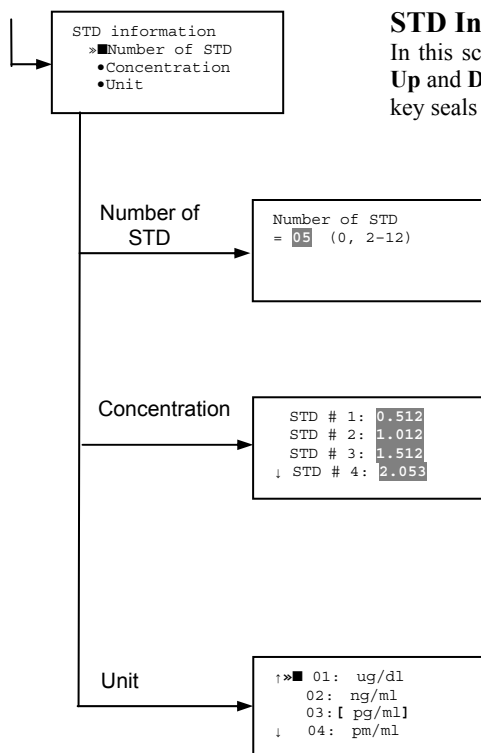 STD information
»■Number of STD
●Concentration
●Unit
STD In
In this sc
Up and D
key seals
Number of
STD
Number of STD
= 05 (0, 2-12)
Concentration
STD # 1: 0.512
STD # 2: 1.012
STD # 3: 1.512
↓ STD # 4: 2.053
Unit
↑»■ 01: ug/dl
02: ng/ml
03:[ pg/ml]
↓ 04: pm/ml